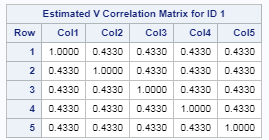 Estimated V Correlation Matrix for ID 1
Row Col1 Col2 Col3 Col4 Col5
1 1.0000 0.4330 0.4330 0.4330 0.4330
2 0.4330 1.0000 0.4330 0.4330 0.4330
3 0.4330 0.4330 1.0000 0.4330 0.4330
4 0.4330 0.4330 0.4330 1.0000 0.4330
5 0.4330 0.4330 0.4330 0.4330 1.0000